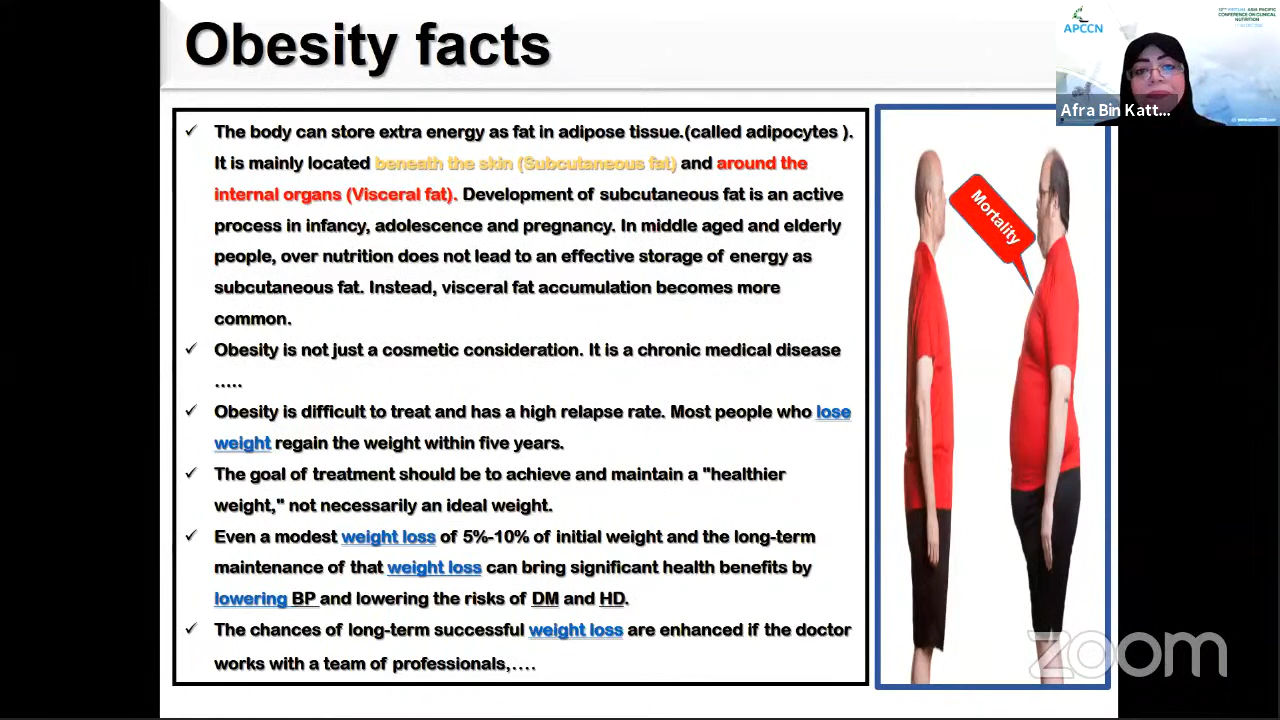 Obesity facts
The body can store extra energy as fat in adipose tissue.(called adipocytes ).
It is mainly located beneath the skin (Subcutaneous fat) and around the
internal organs (Visceral fat). Development of subcutaneous fat is an active
process in infancy, adolescence and pregnancy. In middle aged and elderly
people, over nutrition does not lead to an effective storage of energy as
subcutaneous fat. Instead, visceral fat accumulation becomes more
common.
Obesity is not just a cosmetic consideration. It is a chronic medical disease
.....
Obesity is difficult to treat and has a high relapse rate. Most people who lose
weight regain the weight within five years.
The goal of treatment should be to achieve and maintain a "healthier
weight," not necessarily an ideal weight.
Even a modest weight loss of 5%-10% of initial weight and the long-term
maintenance of that weight loss can bring significant health benefits by
lowering BP and lowering the risks of DM and HD.
The chances of long-term successful weight loss are enhanced if the doctor
works with a team of professionals,....
Mortality
APCCN
ASIA PACIFIC
CONFERENCE ON CLINICAL
NUTRITION
Afra Bin Katt...
zoom